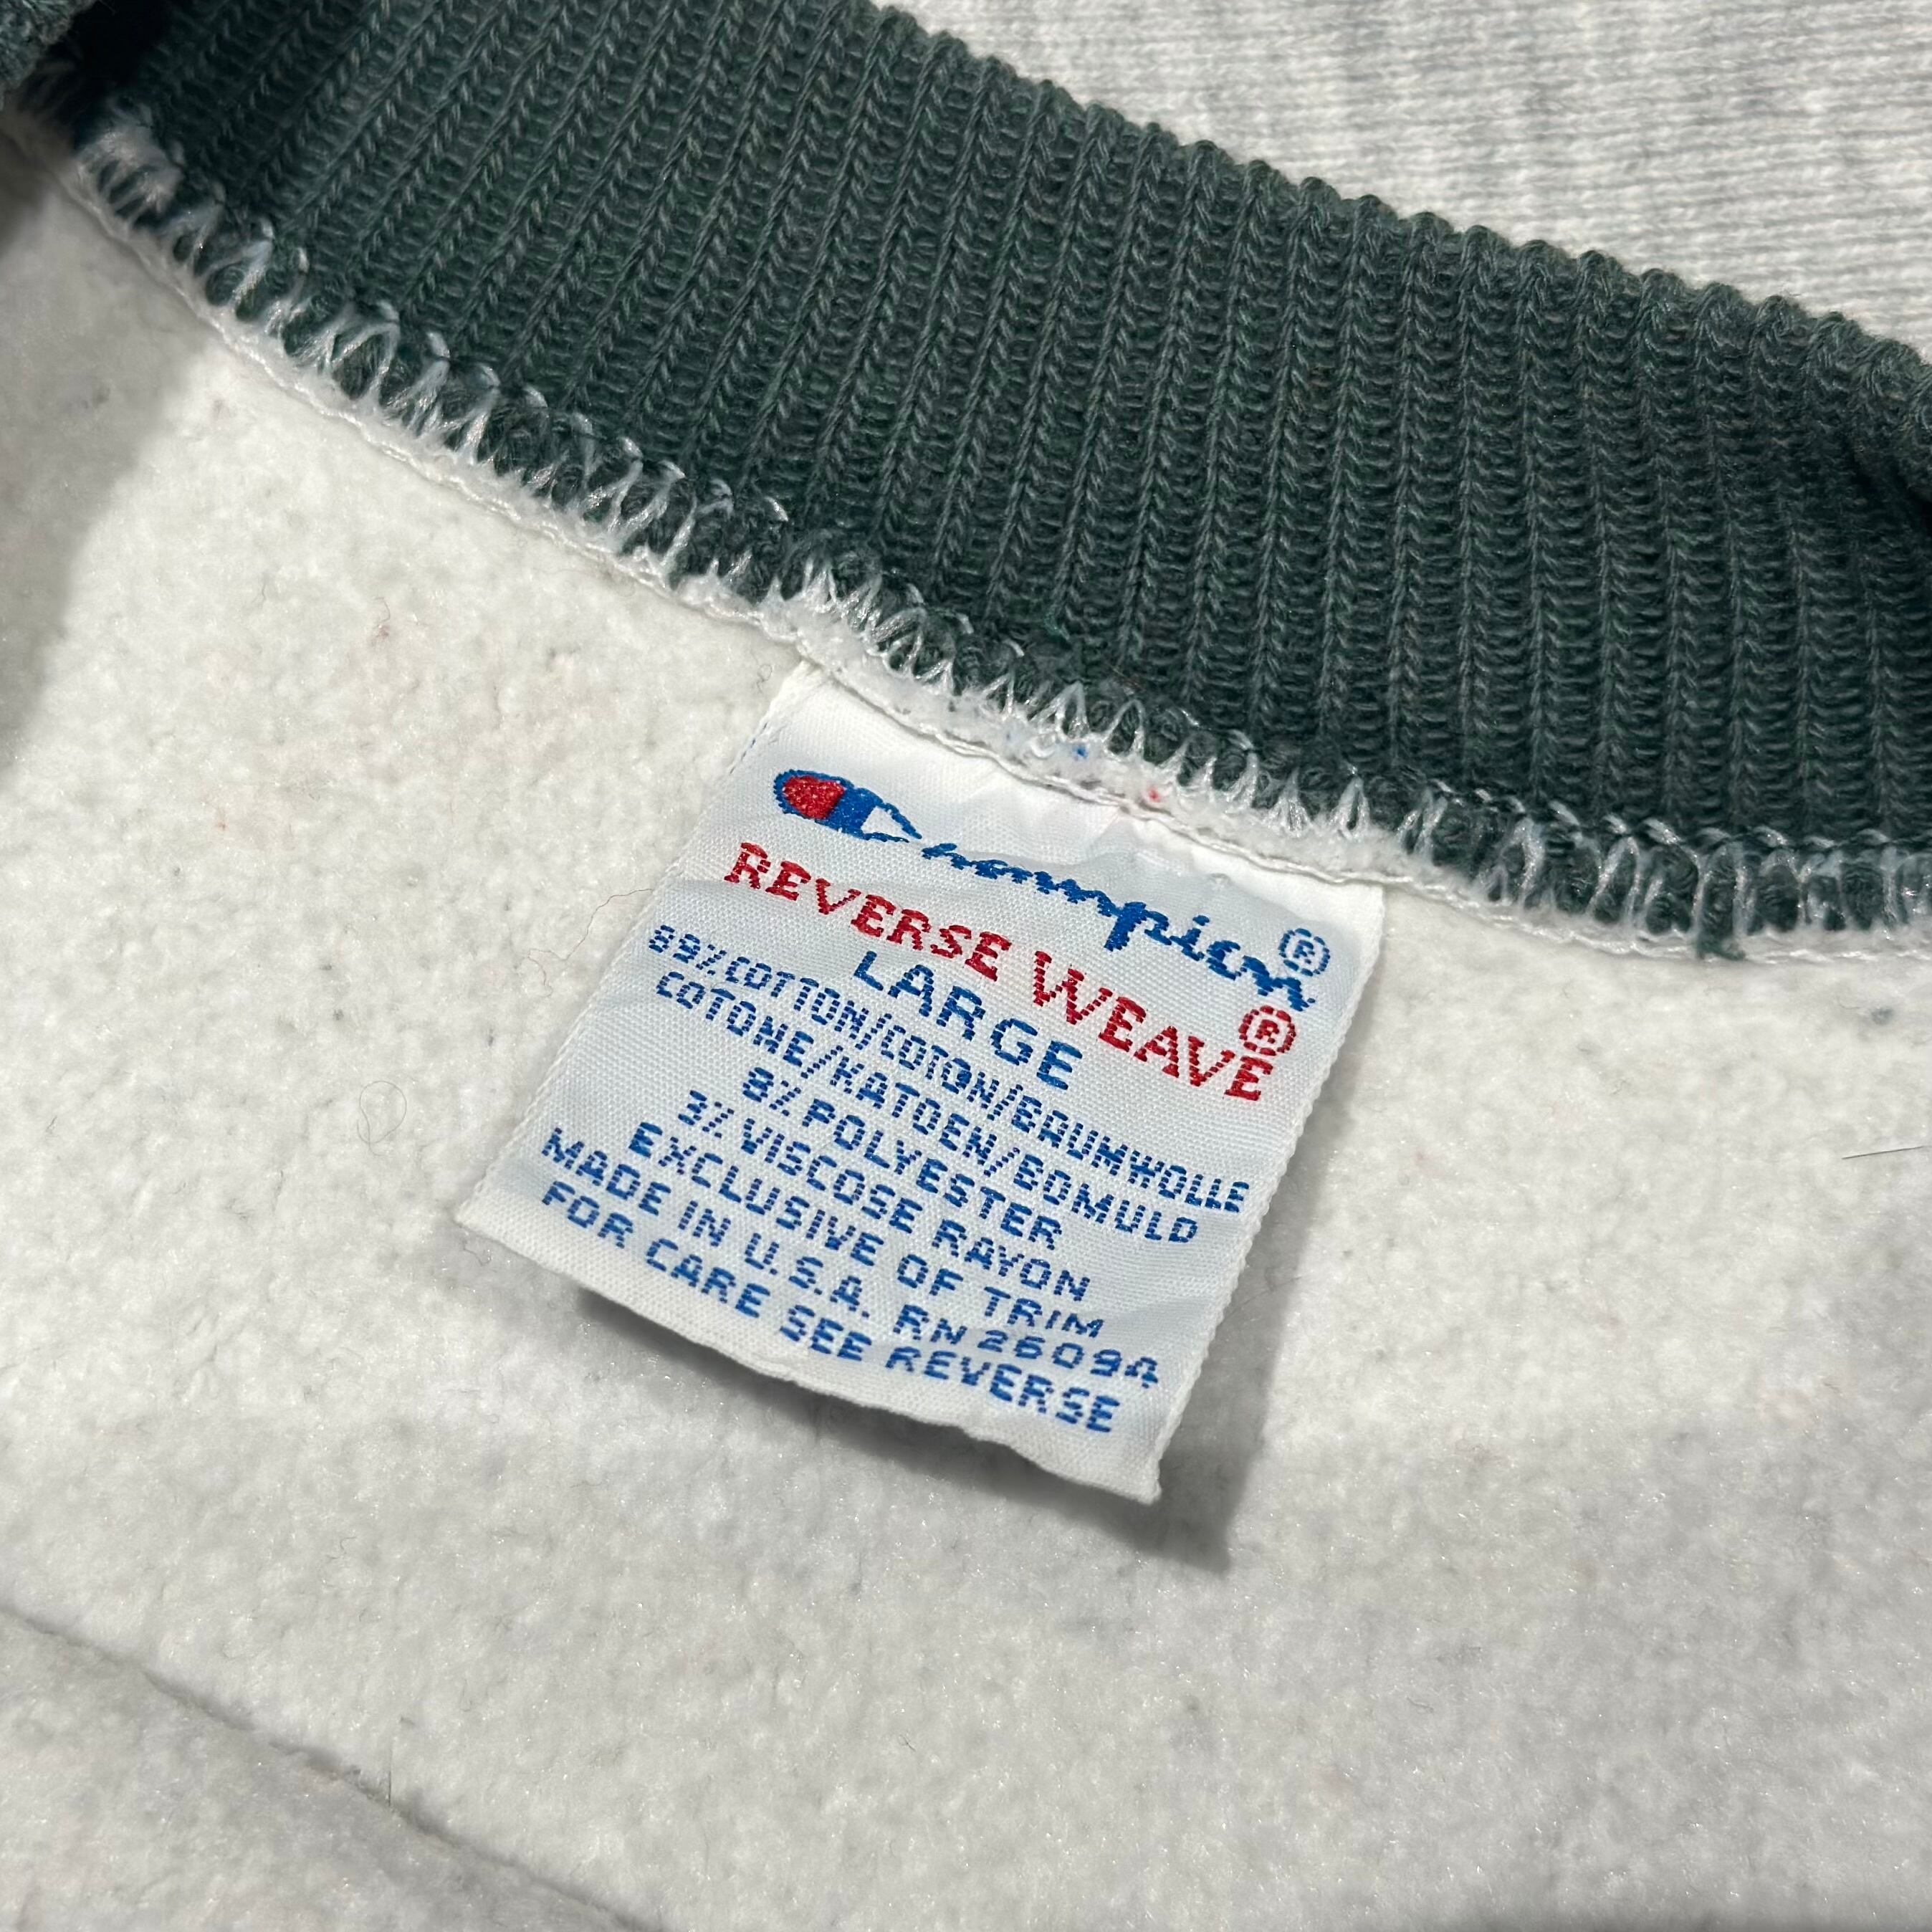 Champion®
REVERSE WEAVE®
LARGE
89% COTTON/COTON/BAUMWOLLE
COTONE/KATOEN/BOMULD
8% POLYESTER
3% VISCOSE RAYON
EXCLUSIVE OF TRIM
MADE IN U.S.A. RN 26094
FOR CARE SEE REVERSE